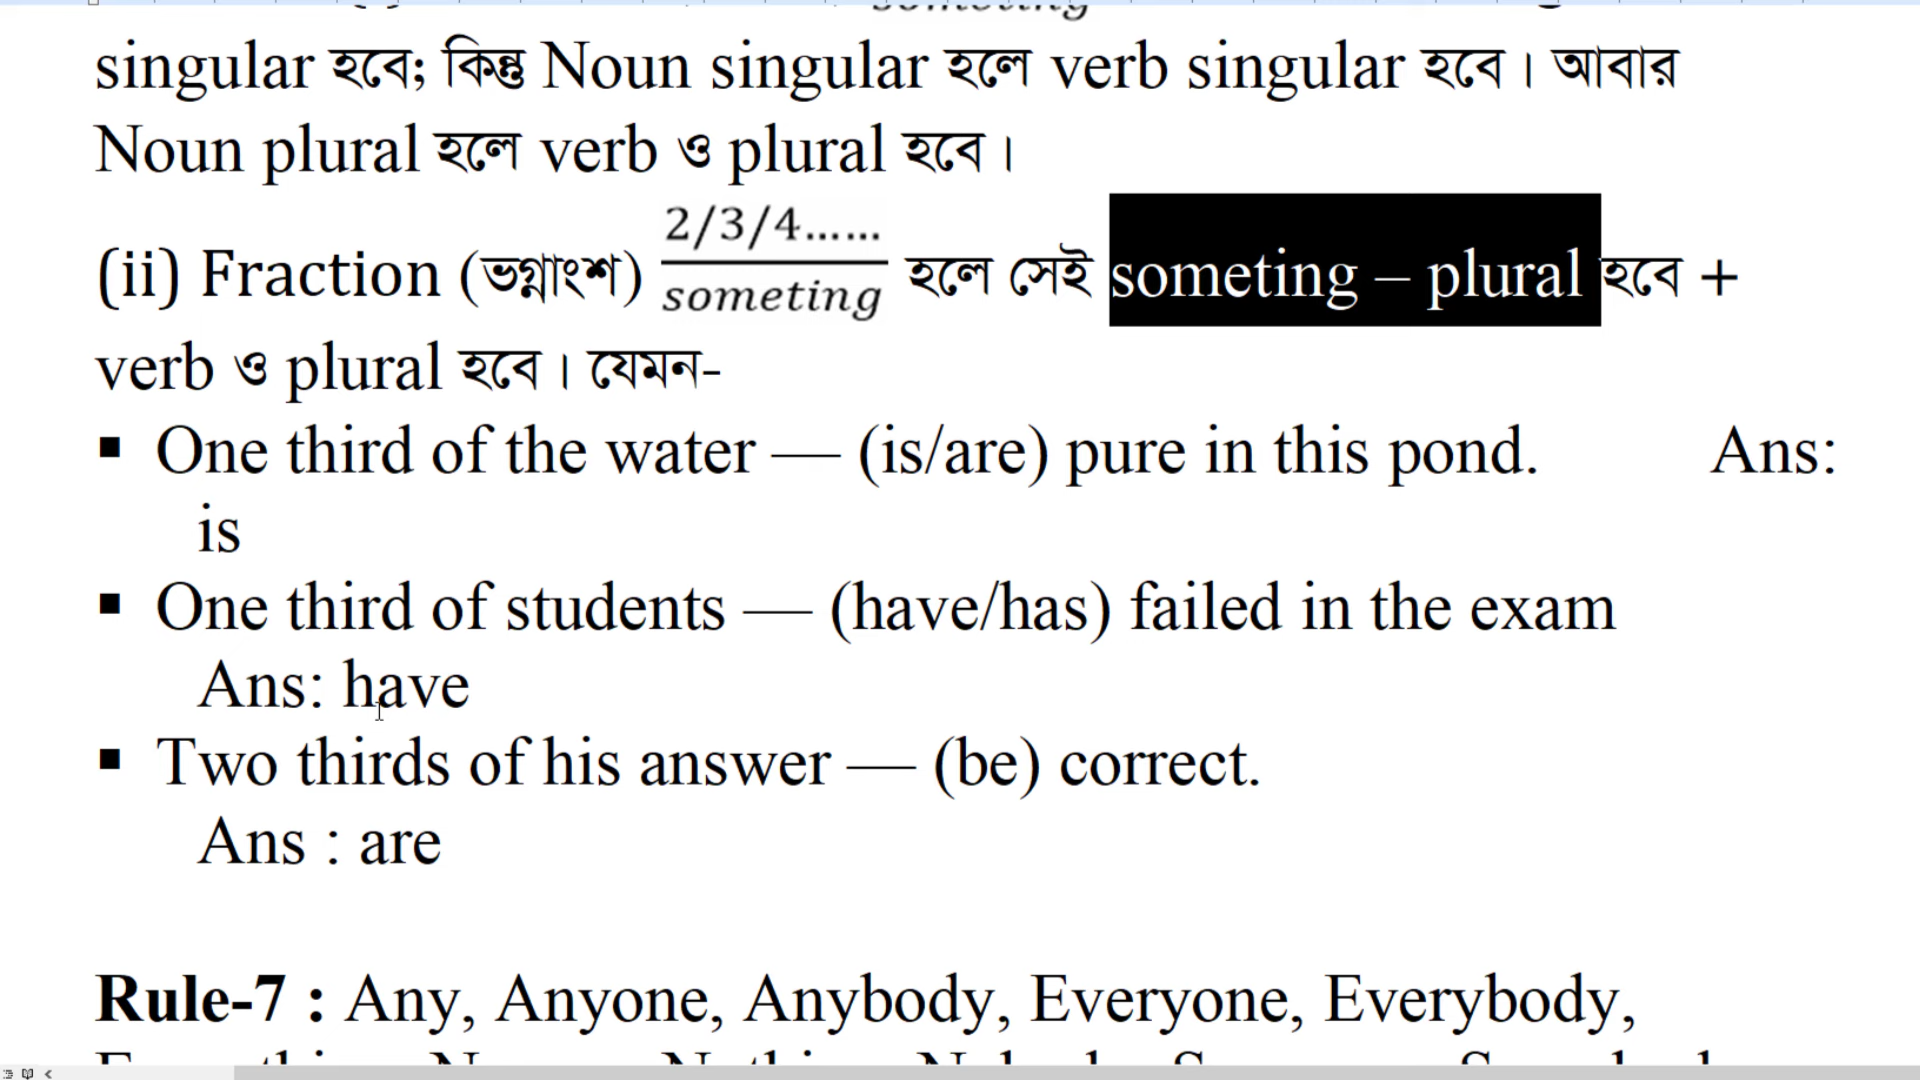 someting
singular হবে; কিন্তু Noun singular হলে verb singular হবে। আবার
Noun plural হলে verb ও plural হবে।
(ii) Fraction (ভগ্নাংশ) 2/3/4......
/someting হলে সেই someting – plural হবে +
verb ও plural হবে। যেমন-
▪ One third of the water — (is/are) pure in this pond. Ans:
is
▪ One third of students — (have/has) failed in the exam
Ans: have
▪ Two thirds of his answer — (be) correct.
Ans : are
Rule-7 : Any, Anyone, Anybody, Everyone, Everybody,